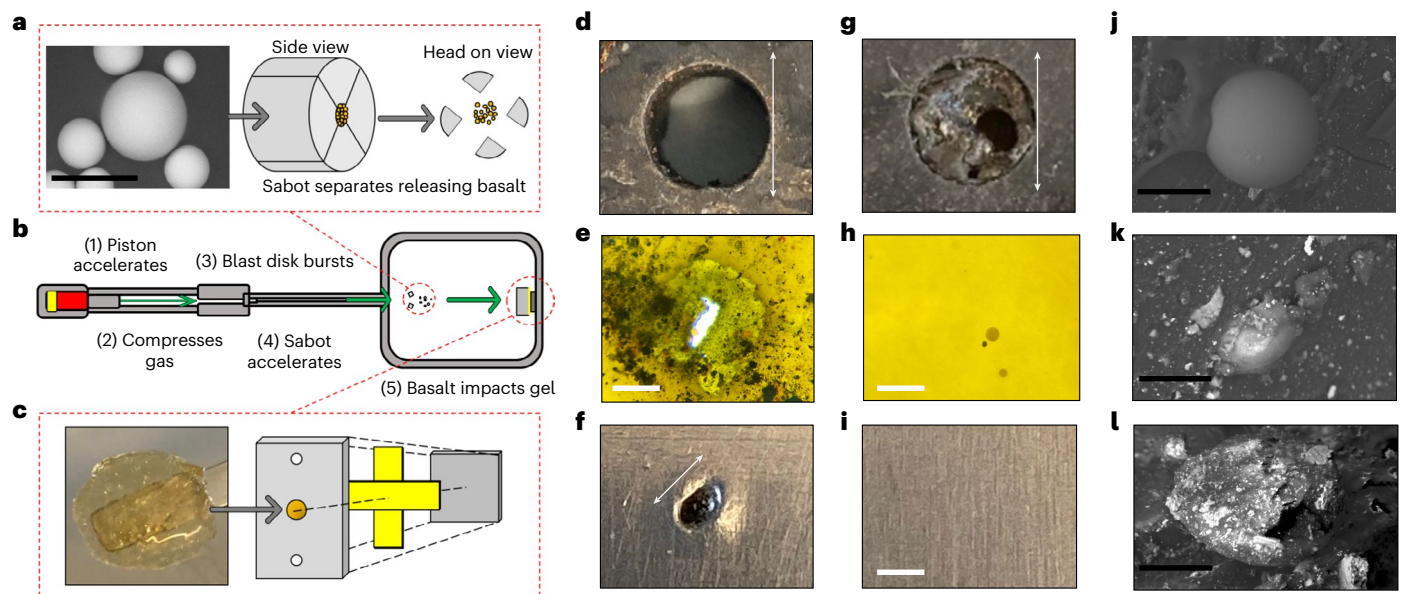 a
Side view
Head on view
Sabot separates releasing basalt
b
(1) Piston
accelerates
(3) Blast disk bursts
(2) Compresses
gas
(4) Sabot
accelerates
(5) Basalt impacts gel
c
d
e
f
g
h
i
j
k
l